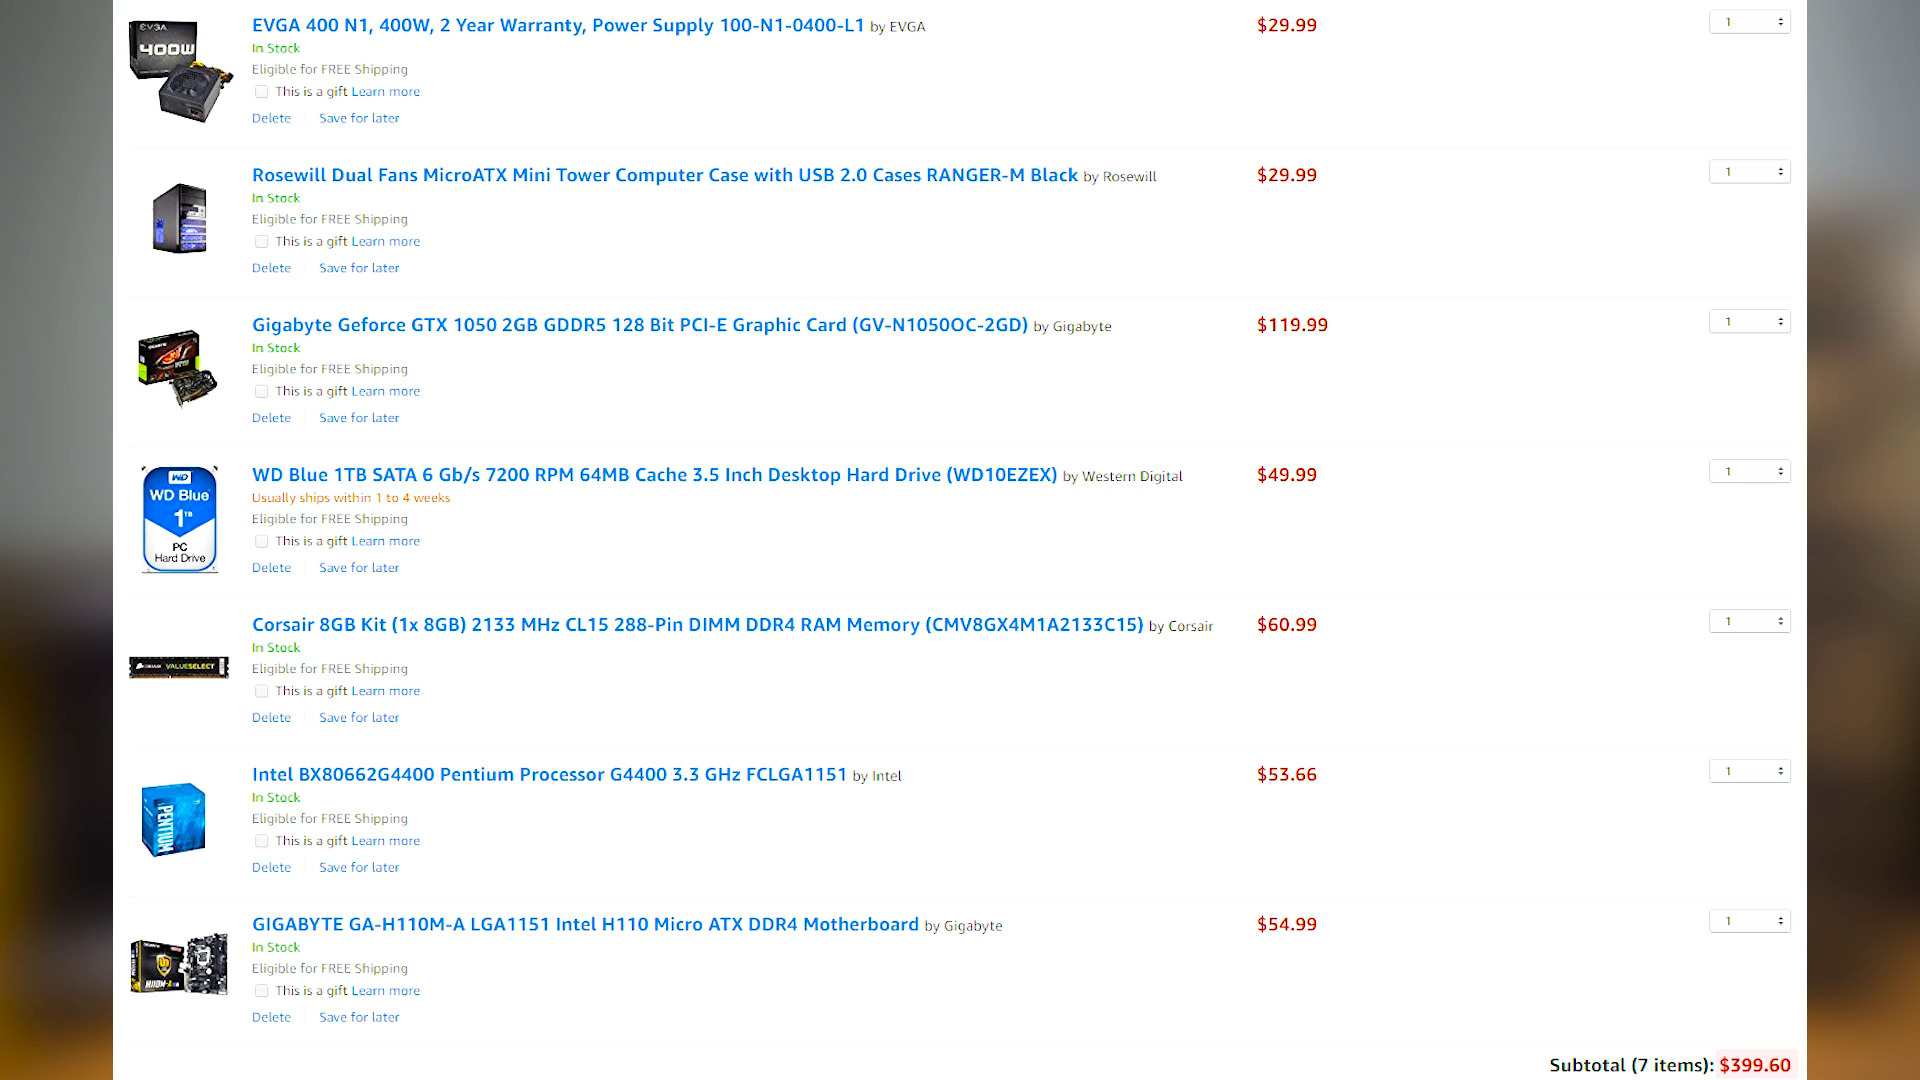 EVGA
400W
EVGA 400 N1, 400W, 2 Year Warranty, Power Supply 100-N1-0400-L1 by EVGA
$29.99
1
In Stock
Eligible for FREE Shipping
This is a gift Learn more
Delete Save for later
Rosewill Dual Fans MicroATX Mini Tower Computer Case with USB 2.0 Cases RANGER-M Black by Rosewill
$29.99
1
In Stock
Eligible for FREE Shipping
This is a gift Learn more
Delete Save for later
Gigabyte Geforce GTX 1050 2GB GDDR5 128 Bit PCI-E Graphic Card (GV-N1050OC-2GD) by Gigabyte
$119.99
1
In Stock
Eligible for FREE Shipping
This is a gift Learn more
Delete Save for later
WD Blue 1TB SATA 6 Gb/s 7200 RPM 64MB Cache 3.5 Inch Desktop Hard Drive (WD10EZEX) by Western Digital
$49.99
1
Usually ships within 1 to 4 weeks
Eligible for FREE Shipping
This is a gift Learn more
Delete Save for later
WD
WD Blue
1TB
PC
Hard Drive
Corsair 8GB Kit (1x 8GB) 2133 MHz CL15 288-Pin DIMM DDR4 RAM Memory (CMV8GX4M1A2133C15) by Corsair
$60.99
1
In Stock
Eligible for FREE Shipping
This is a gift Learn more
Delete Save for later
CORSAIR VALUESELECT
Intel BX80662G4400 Pentium Processor G4400 3.3 GHz FCLGA1151 by Intel
$53.66
1
In Stock
Eligible for FREE Shipping
This is a gift Learn more
Delete Save for later
PENTIUM
GIGABYTE GA-H110M-A LGA1151 Intel H110 Micro ATX DDR4 Motherboard by Gigabyte
$54.99
1
In Stock
Eligible for FREE Shipping
This is a gift Learn more
Delete Save for later
H110M-A
Subtotal (7 items): $399.60